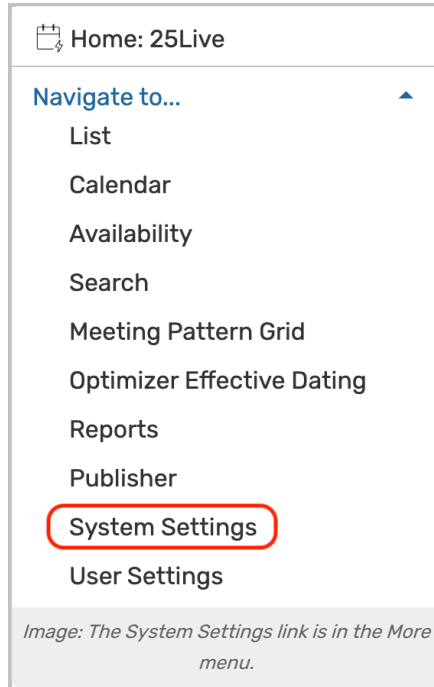 Home: 25Live
Navigate to...
List
Calendar
Availability
Search
Meeting Pattern Grid
Optimizer Effective Dating
Reports
Publisher
System Settings
User Settings
Image: The System Settings link is in the More
menu.